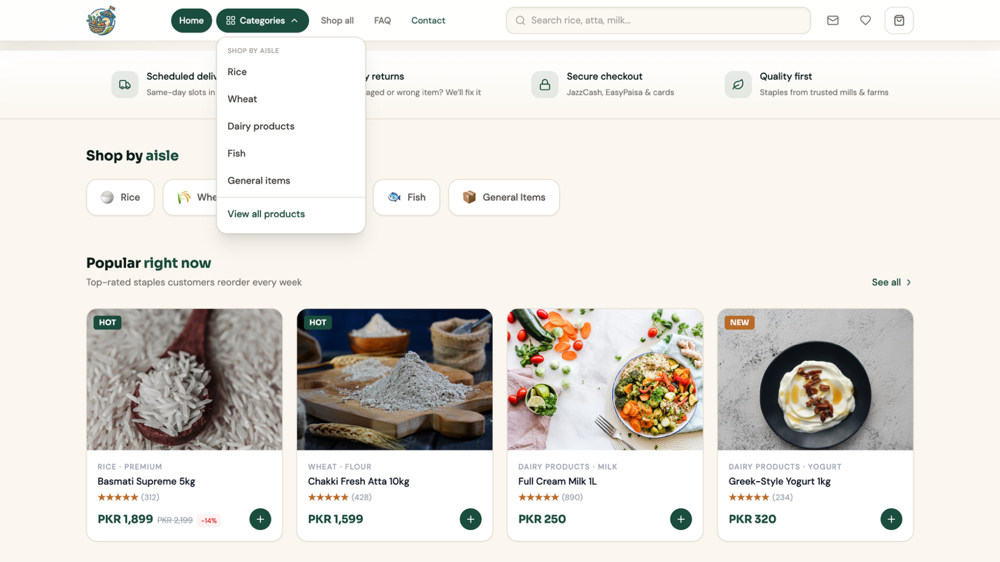 Home
Categories
Shop all
FAQ
Contact
Search rice, atta, milk...
SHOP BY AISLE
Rice
Wheat
Dairy products
Fish
General items
View all products
Scheduled
Same-day slots in
returns
or wrong item? We'll fix it
Secure checkout
JazzCash, EasyPaisa & cards
Quality first
Staples from trusted mills & farms
Shop by aisle
Rice
Fish
General Items
Popular right now
Top-rated staples customers reorder every week
See all
HOT
RICE · PREMIUM
Basmati Supreme 5kg
★★★★★ (312)
PKR 1,899 PKR 2,199 -14%
HOT
WHEAT · FLOUR
Chakki Fresh Atta 10kg
★★★★★ (428)
PKR 1,599
DAIRY PRODUCTS · MILK
Full Cream Milk 1L
★★★★★ (890)
PKR 250
NEW
DAIRY PRODUCTS · YOGURT
Greek-Style Yogurt 1kg
★★★★★ (234)
PKR 320